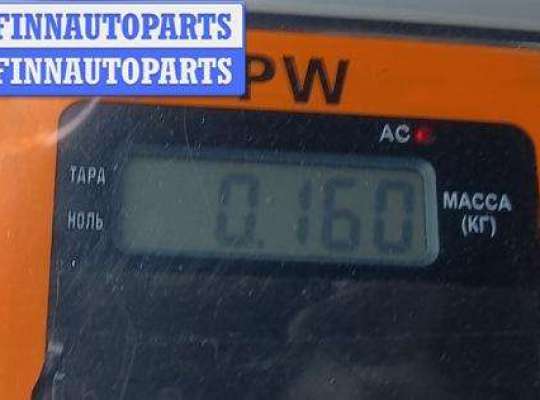 FINNAUTOPARTS
FINNAUTOPARTS
PW
AC
ТАРА
НОЛЬ
0.160
МАССА
(КГ)